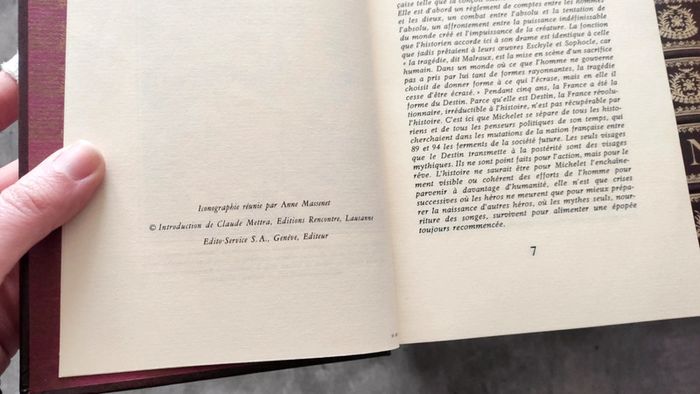 Iconographie réunie par Anne Massenet
© Introduction de Claude Mettra, Editions Rencontre, Lausanne
Edito-Service S.A., Genève, Editeur
çaise telle que la conçoit
Elle est d'abord un règlement de comptes entre les hommes
et les dieux, un combat entre l'absolu et la tentation de
l'absolu, un affrontement entre la puissance indéfinissable
du monde créé et l'impuissance de la créature. La fonction
que l'historien accorde ici à son drame est identique à celle
que jadis prêtaient à leurs œuvres Eschyle et Sophocle, car
« la tragédie, dit Malraux, est la mise en scène d'un sacrifice
humain. Dans un monde où ce que l'homme ne gouverne
pas a pris par lui tant de formes rayonnantes, la tragédie
choisit de donner forme à ce qui l'écrase, mais en elle il
cesse d'être écrasé. » Pendant cinq ans, la France a été la
forme du Destin. Parce qu'elle est Destin, la France révolu-
tionnaire, irréductible à l'histoire, n'est pas récupérable par
l'histoire. C'est ici que Michelet se sépare de tous les histo-
riens et de tous les penseurs politiques de son temps, qui
cherchaient dans les mutations de la nation française entre
89 et 94 les ferments de la société future. Les seuls visages
que le Destin transmette à la postérité sont des visages
mythiques. Ils ne sont point faits pour l'action, mais pour le
rêve. L'histoire ne saurait être pour Michelet l'enchaîne-
ment visible ou cohérent des efforts de l'homme pour
parvenir à davantage d'humanité, elle n'est que crises
successives où les héros ne meurent que pour mieux prépa-
rer la naissance d'autres héros, où les mythes seuls, nour-
riture des songes, survivent pour alimenter une épopée
toujours recommencée.
7